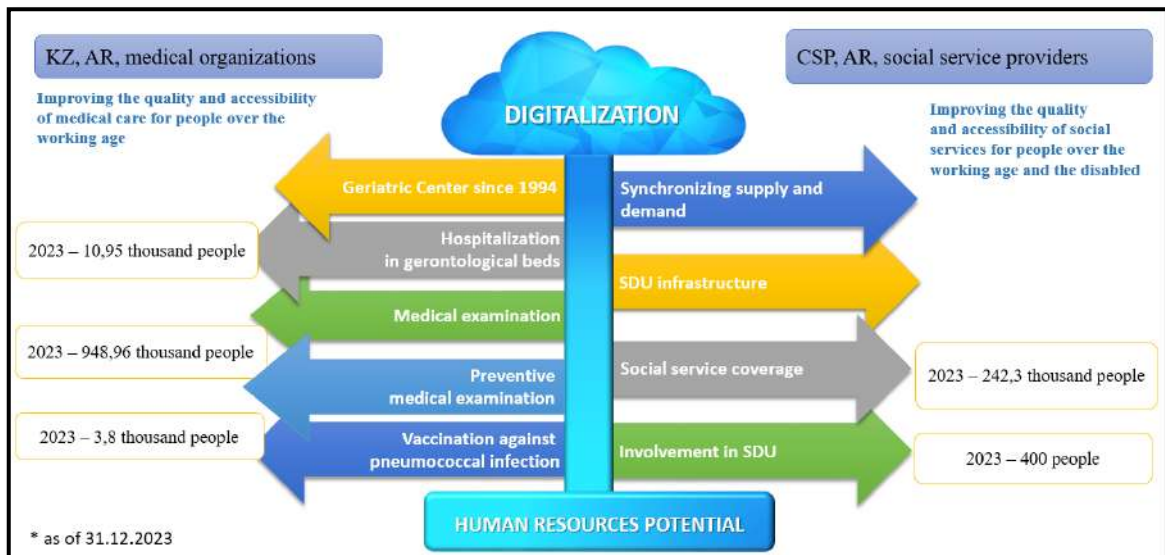 KZ, AR, medical organizations
Improving the quality and accessibility
of medical care for people over the
working age
DIGITALIZATION
CSP, AR, social service providers
Improving the quality
and accessibility of social
services for people over the
working age and the disabled
Geriatric Center since 1994
Hospitalization
in gerontological beds
Medical examination
Preventive
medical examination
Vaccination against
pneumococcal infection
2023 – 10,95 thousand people
2023 – 948,96 thousand people
2023 – 3,8 thousand people
Synchronizing supply and
demand
SDU infrastructure
Social service coverage
Involvement in SDU
2023 – 242,3 thousand people
2023 – 400 people
HUMAN RESOURCES POTENTIAL
* as of 31.12.2023